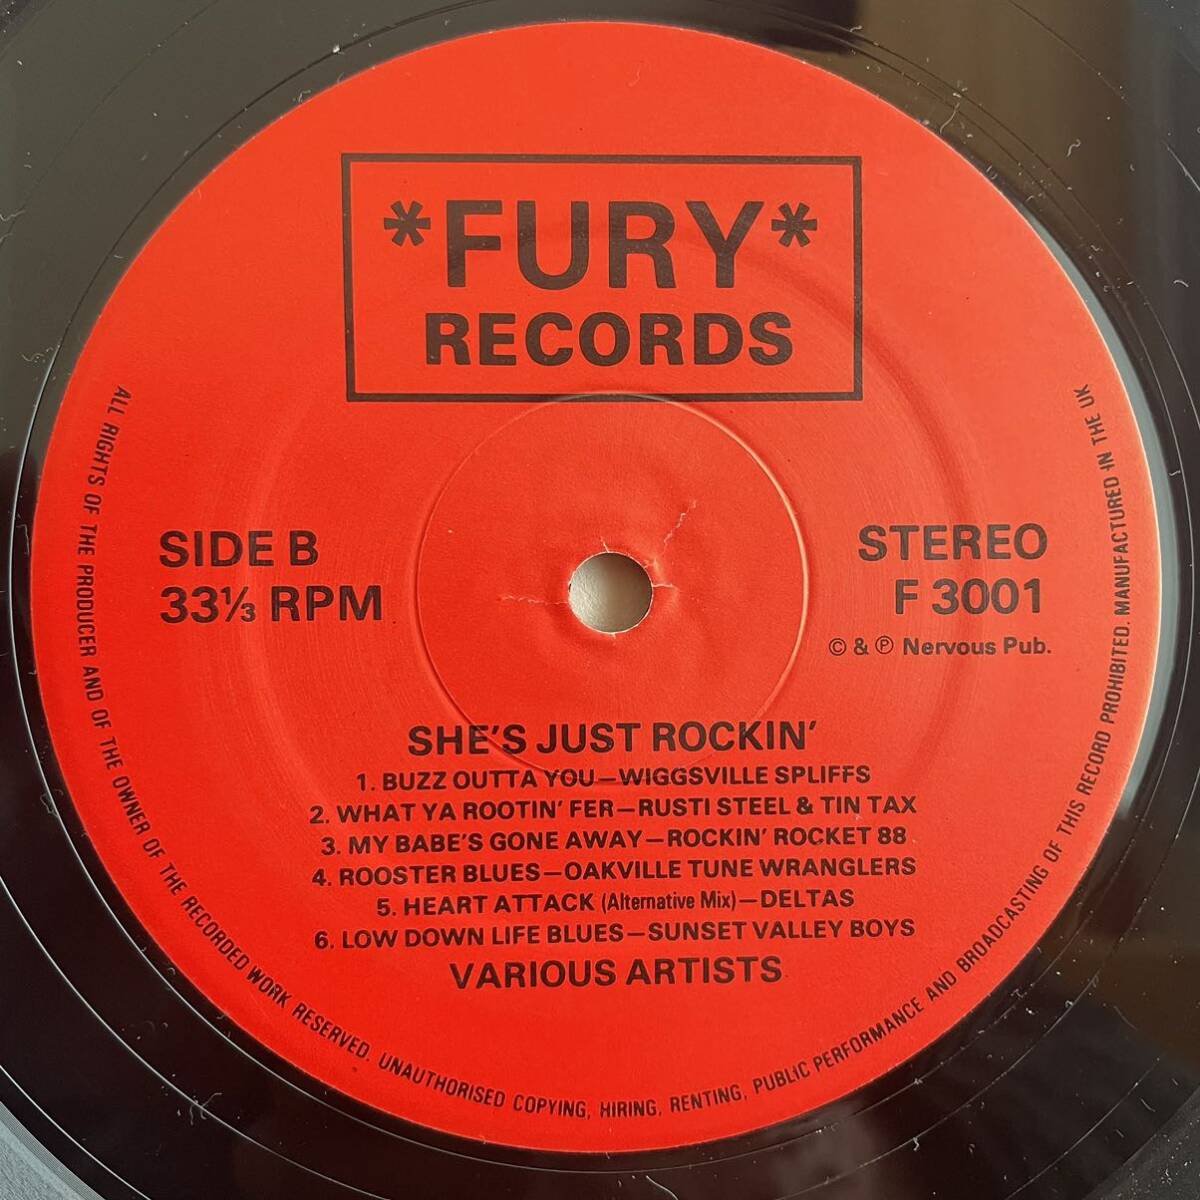 *FURY*
RECORDS
SIDE B
33⅓ RPM
STEREO
F 3001
© & ℗ Nervous Pub.
SHE'S JUST ROCKIN'
1. BUZZ OUTTA YOU—WIGGSVILLE SPLIFFS
2. WHAT YA ROOTIN' FER—RUSTI STEEL & TIN TAX
3. MY BABE'S GONE AWAY—ROCKIN' ROCKET 88
4. ROOSTER BLUES—OAKVILLE TUNE WRANGLERS
5. HEART ATTACK (Alternative Mix)—DELTAS
6. LOW DOWN LIFE BLUES—SUNSET VALLEY BOYS
VARIOUS ARTISTS
ALL RIGHTS OF THE PRODUCER AND OF THE OWNER OF THE RECORDED WORK RESERVED. UNAUTHORISED COPYING, HIRING, RENTING, PUBLIC PERFORMANCE AND BROADCASTING OF THIS RECORD PROHIBITED. MANUFACTURED IN THE UK